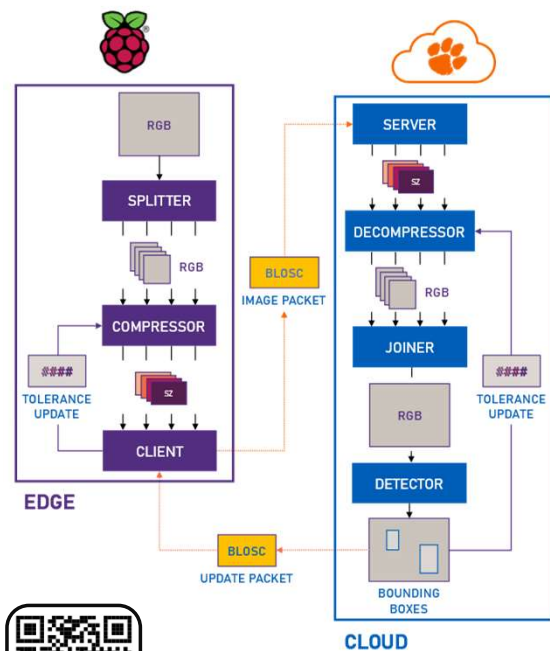 RGB
SPLITTER
RGB
COMPRESSOR
####
TOLERANCE
UPDATE
SZ
CLIENT
EDGE
BLOSC
IMAGE PACKET
BLOSC
UPDATE PACKET
SERVER
SZ
DECOMPRESSOR
RGB
JOINER
####
TOLERANCE
UPDATE
RGB
DETECTOR
BOUNDING
BOXES
CLOUD